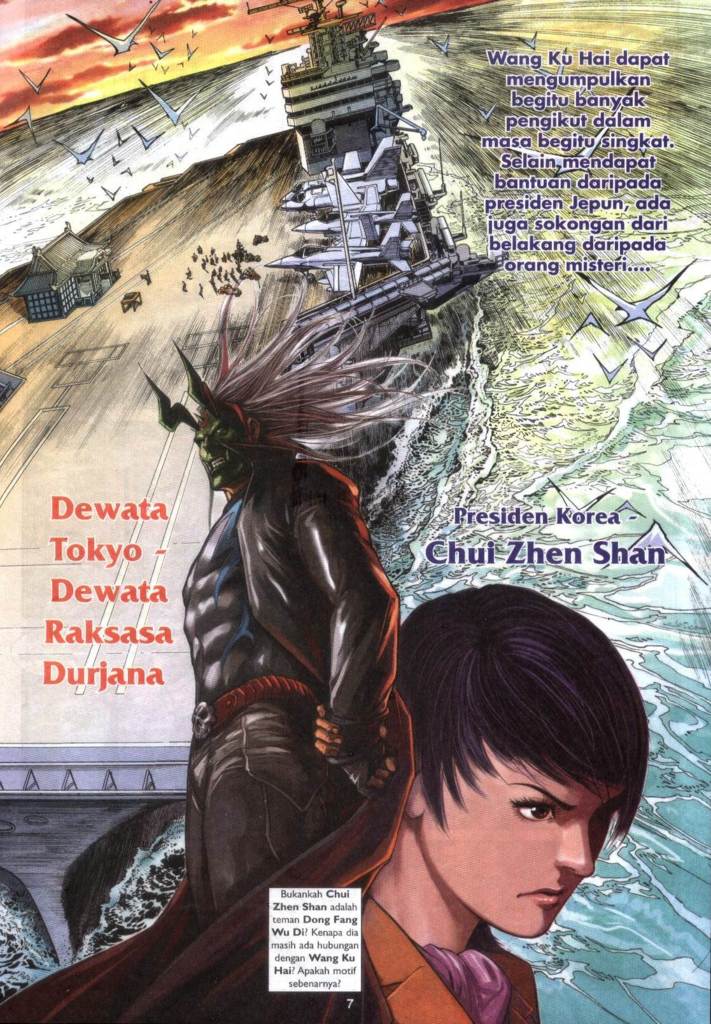 Wang Ku Hai dapat
mengumpulkan
begitu banyak
pengikut dalam
masa begitu singkat.
Selain mendapat
bantuan daripada
presiden Jepun, ada
juga sokongan dari
belakang daripada
orang misteri....
Dewata
Tokyo -
Dewata
Raksasa
Durjana
Presiden Korea -
Chui Zhen Shan
Bukankah Chui
Zhen Shan adalah
teman Dong Fang
Wu Di? Kenapa dia
masih ada hubungan
dengan Wang Ku
Hai? Apakah motif
sebenarnya?
7